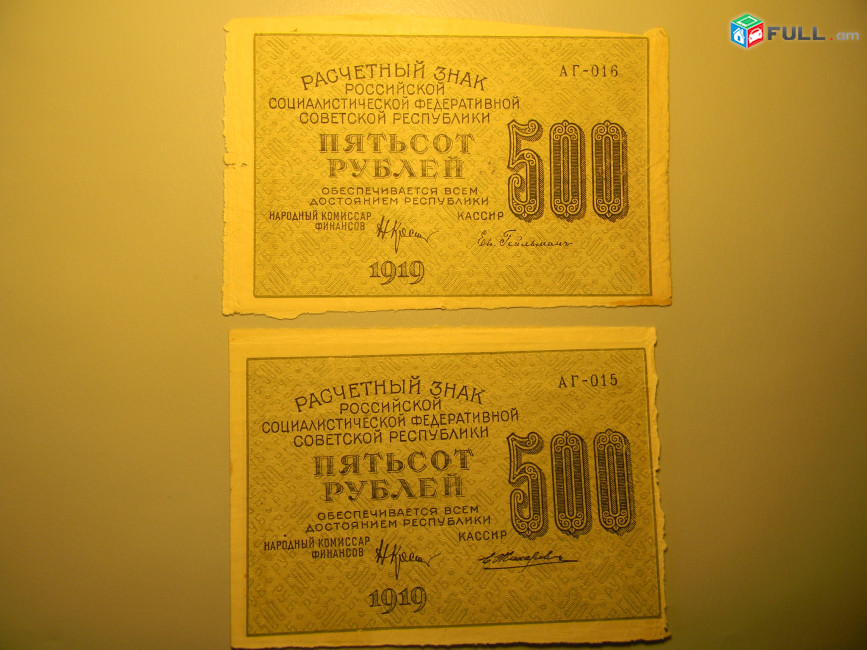 FULL.am
РАСЧЕТНЫЙ ЗНАК
РОССИЙСКОЙ
СОЦИАЛИСТИЧЕСКОЙ ФЕДЕРАТИВНОЙ
СОВЕТСКОЙ РЕСПУБЛИКИ
АГ-016
ПЯТЬСОТ
РУБЛЕЙ
500
ОБЕСПЕЧИВАЕТСЯ ВСЕМ
ДОСТОЯНИЕМ РЕСПУБЛИКИ
НАРОДНЫЙ КОМИССАР
ФИНАНСОВ
КАССИР
Ев. Гейльманъ
1919
РАСЧЕТНЫЙ ЗНАК
РОССИЙСКОЙ
СОЦИАЛИСТИЧЕСКОЙ ФЕДЕРАТИВНОЙ
СОВЕТСКОЙ РЕСПУБЛИКИ
АГ-015
ПЯТЬСОТ
РУБЛЕЙ
500
ОБЕСПЕЧИВАЕТСЯ ВСЕМ
ДОСТОЯНИЕМ РЕСПУБЛИКИ
НАРОДНЫЙ КОМИССАР
ФИНАНСОВ
КАССИР
1919